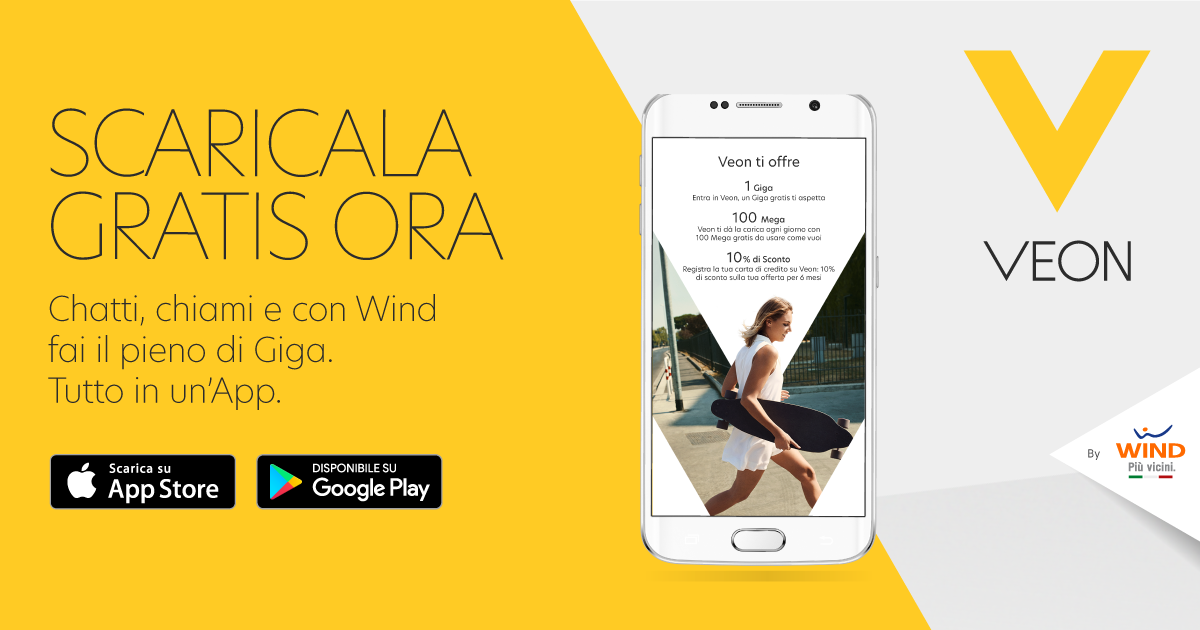 SCARICALA
GRATIS ORA
Chatti, chiami e con Wind
fai il pieno di Giga.
Tutto in un'App.
Scarica su
App Store
DISPONIBILE SU
Google Play
Veon ti offre
1 Giga
Entra in Veon, un Giga gratis ti aspetta
100 Mega
Veon ti dà la carica ogni giorno con
100 Mega gratis da usare come vuoi
10% di Sconto
Registra la tua carta di credito su Veon: 10%
di sconto sulla tua offerta per 6 mesi
VEON
By
WIND
Più vicini.